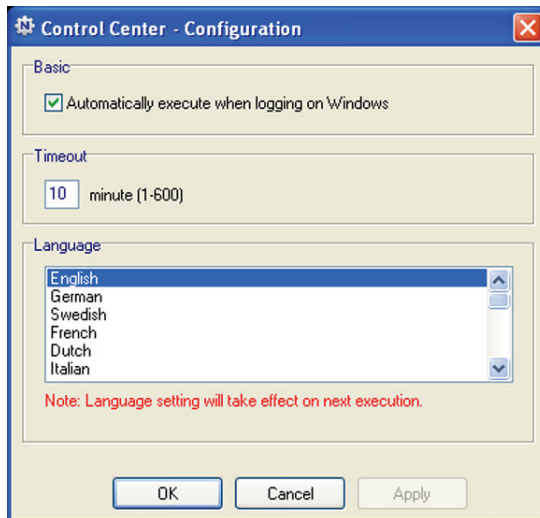 Control Center - Configuration
Basic
Automatically execute when logging on Windows
Timeout
10 minute (1-600)
Language
English
German
Swedish
French
Dutch
Italian
Note: Language setting will take effect on next execution.
OK Cancel Apply